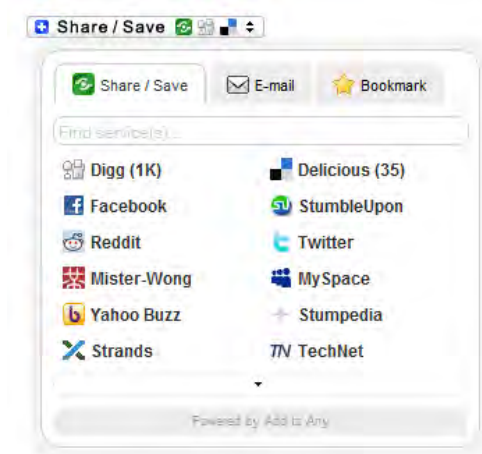 Share / Save
Share / Save E-mail Bookmark
Find service(s)...
Digg (1K) Delicious (35)
Facebook StumbleUpon
Reddit Twitter
Mister-Wong MySpace
Yahoo Buzz Stumpedia
Strands TN TechNet
Powered by Add to Any